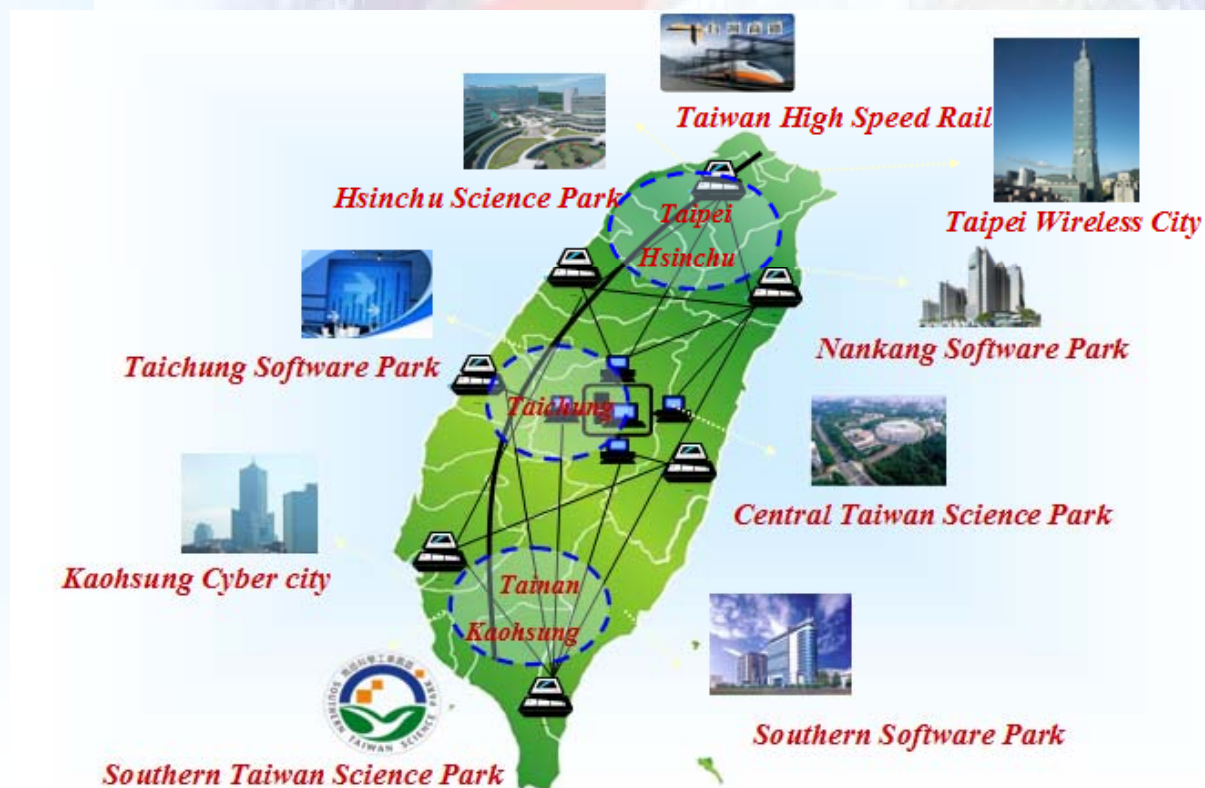 Taiwan High Speed Rail
Hsinchu Science Park
Taipei Wireless City
Taipei
Hsinchu
Nankang Software Park
Taichung Software Park
Taichung
Central Taiwan Science Park
Kaohsung Cyber city
Tainan
Kaohsung
Southern Software Park
SOUTHERN TAIWAN SCIENCE PARK
Southern Taiwan Science Park